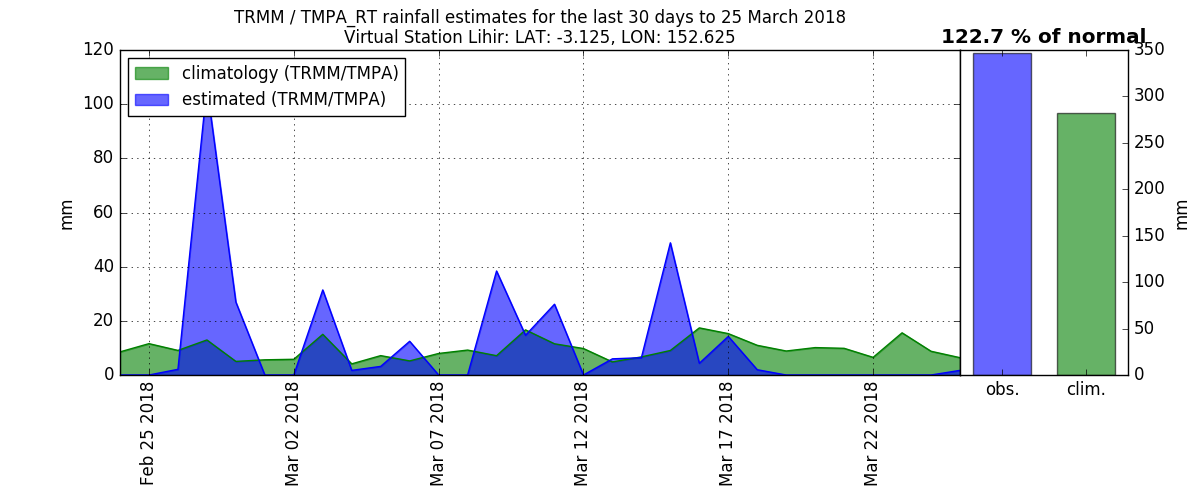 TRMM / TMPA_RT rainfall estimates for the last 30 days to 25 March 2018
Virtual Station Lihir: LAT: -3.125, LON: 152.625
122.7 % of normal
climatology (TRMM/TMPA)
estimated (TRMM/TMPA)
mm
120
100
80
60
40
20
0
Feb 25 2018
Mar 02 2018
Mar 07 2018
Mar 12 2018
Mar 17 2018
Mar 22 2018
obs.
clim.
350
300
250
200
150
100
50
0
mm